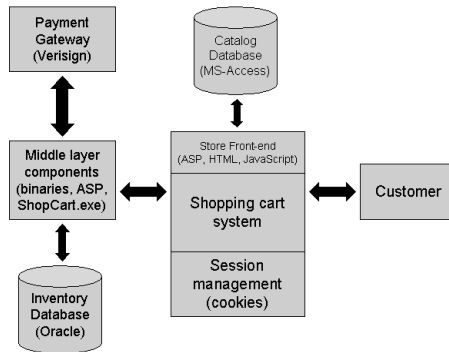 Payment
Gateway
(Verisign)
Catalog
Database
(MS-Access)
Middle layer
components
(binaries, ASP,
ShopCart.exe)
Store Front-end
(ASP, HTML, JavaScript)
Shopping cart
system
Session
management
(cookies)
Customer
Inventory
Database
(Oracle)